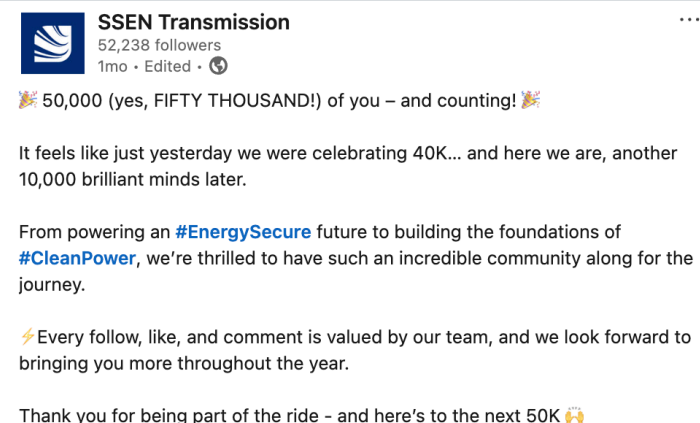 SSEN Transmission
52,238 followers
1mo • Edited •
🎉 50,000 (yes, FIFTY THOUSAND!) of you – and counting! 🎉
It feels like just yesterday we were celebrating 40K... and here we are, another
10,000 brilliant minds later.
From powering an #EnergySecure future to building the foundations of
#CleanPower, we’re thrilled to have such an incredible community along for the
journey.
⚡Every follow, like, and comment is valued by our team, and we look forward to
bringing you more throughout the year.
Thank you for being part of the ride - and here’s to the next 50K 🙌